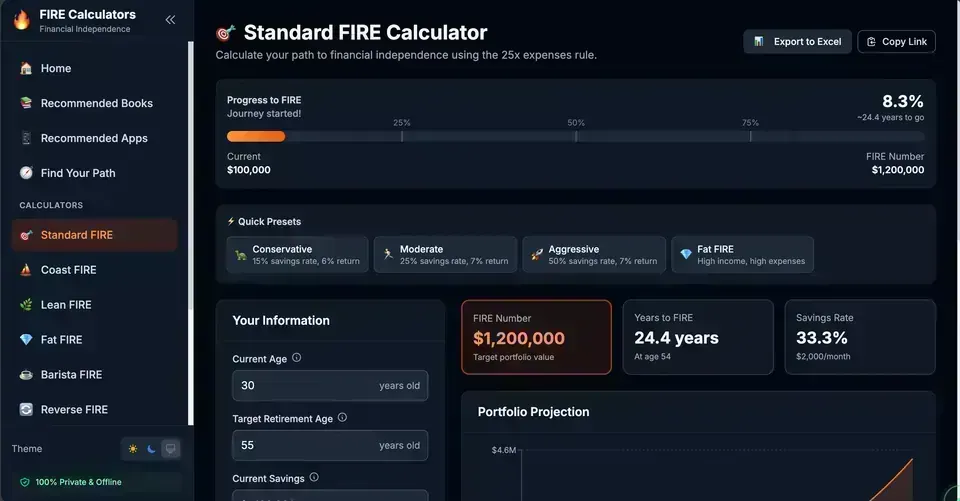 FIRE Calculators
Financial Independence
Home
Recommended Books
Recommended Apps
Find Your Path
CALCULATORS
Standard FIRE
Coast FIRE
Lean FIRE
Fat FIRE
Barista FIRE
Reverse FIRE
Theme
100% Private & Offline
Standard FIRE Calculator
Calculate your path to financial independence using the 25x expenses rule.
Export to Excel
Copy Link
Progress to FIRE
Journey started!
8.3%
~24.4 years to go
25%
50%
75%
Current
$100,000
FIRE Number
$1,200,000
Quick Presets
Conservative
15% savings rate, 6% return
Moderate
25% savings rate, 7% return
Aggressive
50% savings rate, 7% return
Fat FIRE
High income, high expenses
Your Information
Current Age
30 years old
Target Retirement Age
55 years old
Current Savings
FIRE Number
$1,200,000
Target portfolio value
Years to FIRE
24.4 years
At age 54
Savings Rate
33.3%
$2,000/month
Portfolio Projection
$4.6M